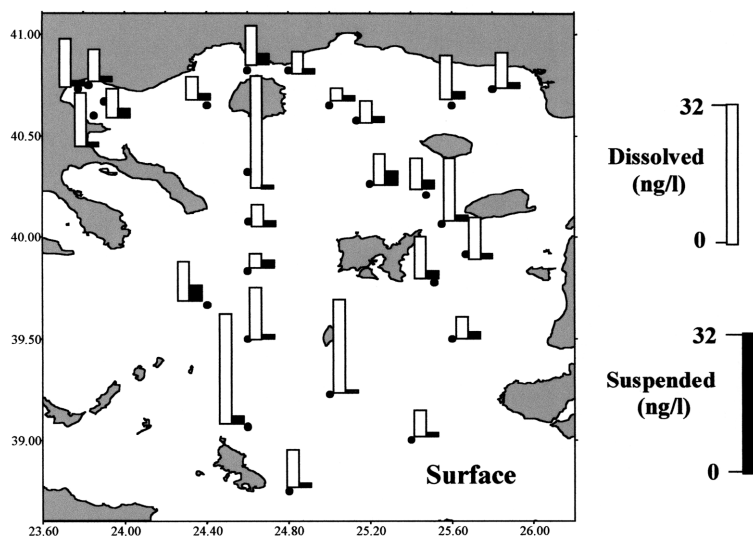 41.00
40.50
40.00
39.50
39.00
23.60 24.00 24.40 24.80 25.20 25.60 26.00
Surface
32
Dissolved
(ng/l)
0
32
Suspended
(ng/l)
0